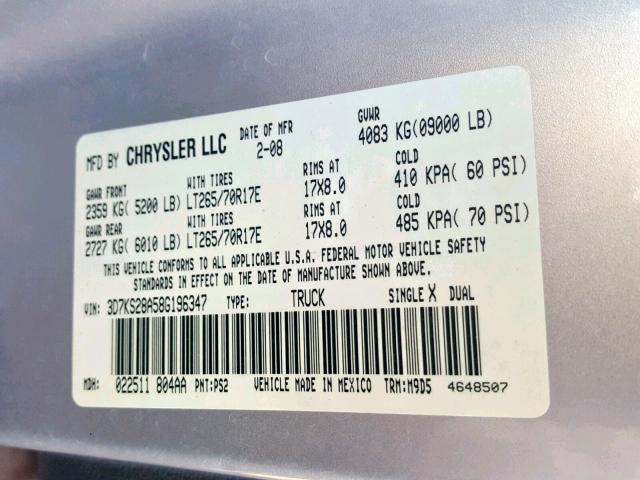 MFD BY CHRYSLER LLC DATE OF MFR 2-08 GVWR 4083 KG(09000 LB)
GAWR FRONT WITH TIRES RIMS AT COLD
2359 KG( 5200 LB) LT265/70R17E 17X8.0 410 KPA( 60 PSI)
GAWR REAR WITH TIRES RIMS AT COLD
2727 KG( 6010 LB) LT265/70R17E 17X8.0 485 KPA( 70 PSI)
THIS VEHICLE CONFORMS TO ALL APPLICABLE U.S.A. FEDERAL MOTOR VEHICLE SAFETY
STANDARDS IN EFFECT ON THE DATE OF MANUFACTURE SHOWN ABOVE.
VIN: 3D7KS28A58G196347 TYPE: TRUCK SINGLE X DUAL
MDH: 022511 804AA PNT:PS2 VEHICLE MADE IN MEXICO TRM:M9D5 4648507